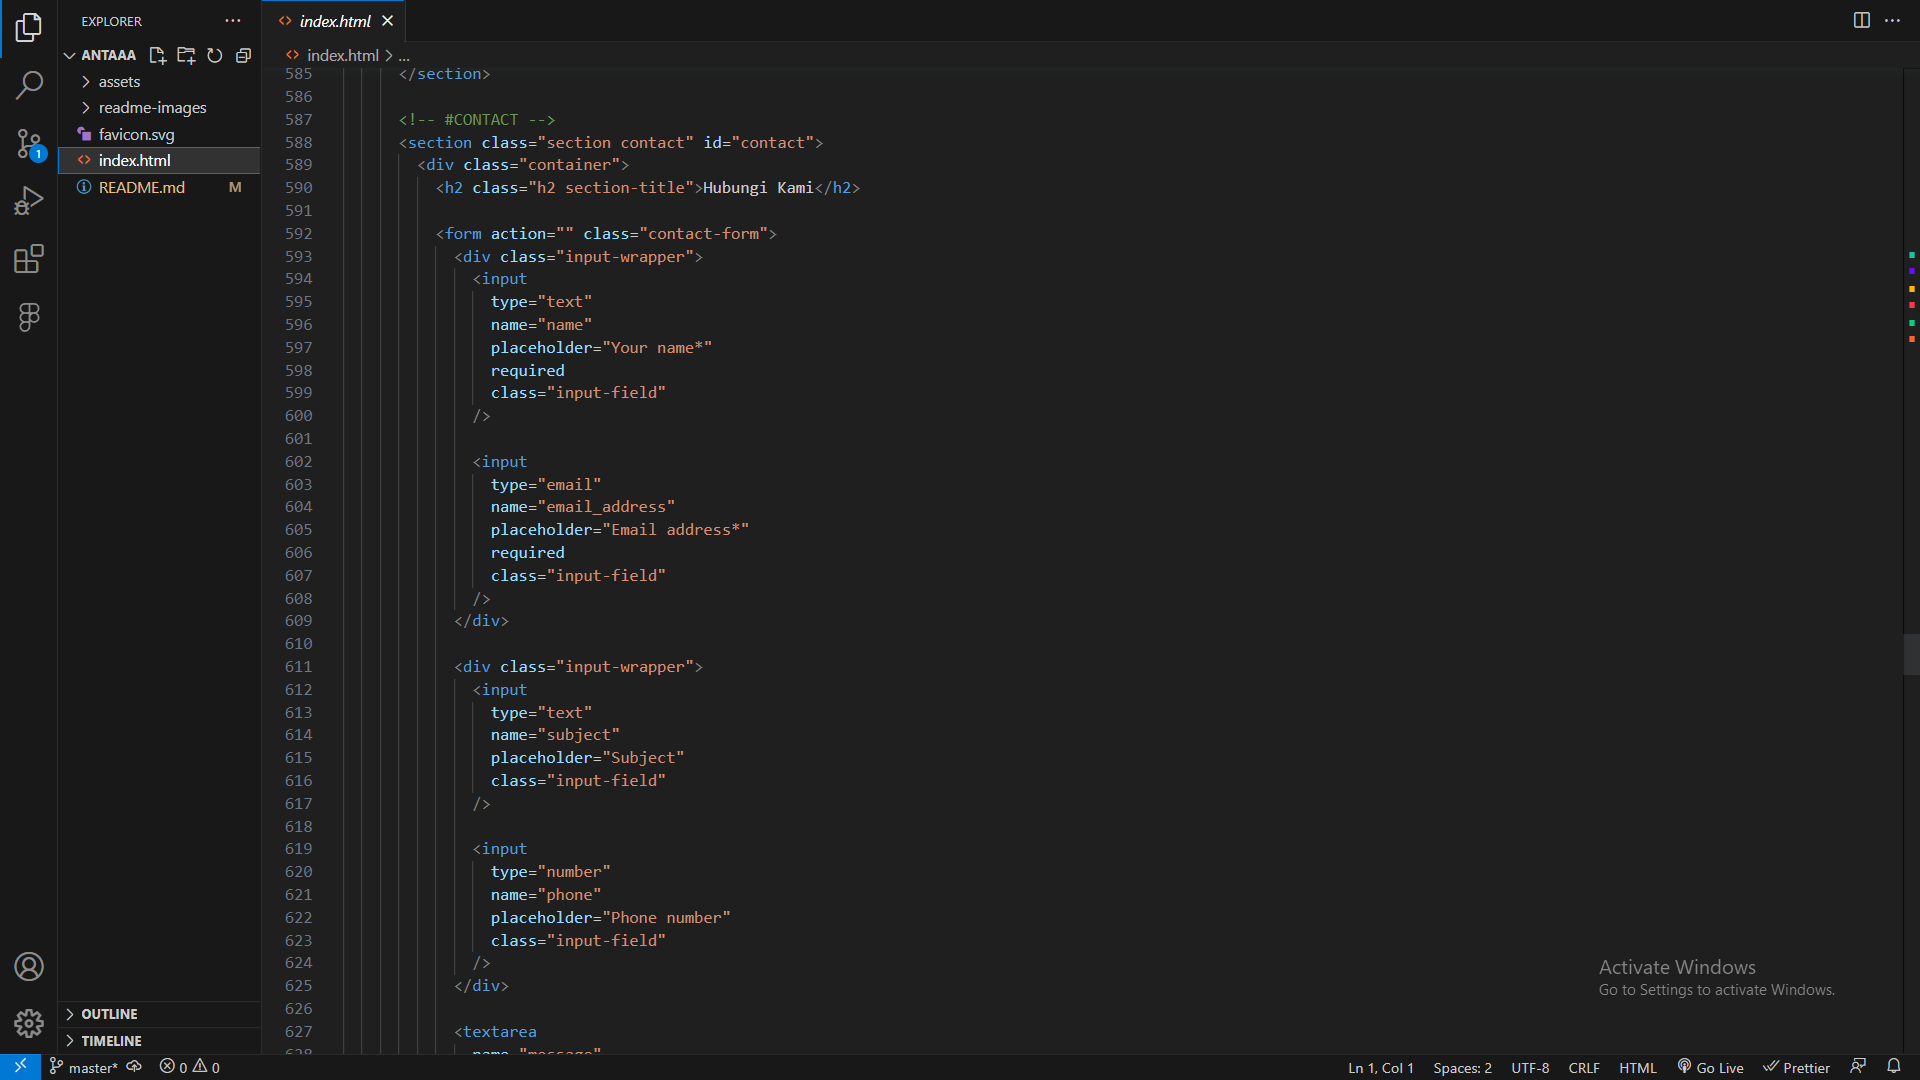 EXPLORER
index.html
ANTAAA
assets
readme-images
favicon.svg
index.html
README.md M
index.html > ...
585 </section>
586
587 <!-- #CONTACT -->
588 <section class="section contact" id="contact">
589 <div class="container">
590 <h2 class="h2 section-title">Hubungi Kami</h2>
591
592 <form action="" class="contact-form">
593 <div class="input-wrapper">
594 <input
595 type="text"
596 name="name"
597 placeholder="Your name*"
598 required
599 class="input-field"
600 />
601
602 <input
603 type="email"
604 name="email_address"
605 placeholder="Email address*"
606 required
607 class="input-field"
608 />
609 </div>
610
611 <div class="input-wrapper">
612 <input
613 type="text"
614 name="subject"
615 placeholder="Subject"
616 class="input-field"
617 />
618
619 <input
620 type="number"
621 name="phone"
622 placeholder="Phone number"
623 class="input-field"
624 />
625 </div>
626
627 <textarea
628 name="message"
1
OUTLINE
TIMELINE
Activate Windows
Go to Settings to activate Windows.
master* 0 0 Ln 1, Col 1 Spaces: 2 UTF-8 CRLF HTML Go Live Prettier